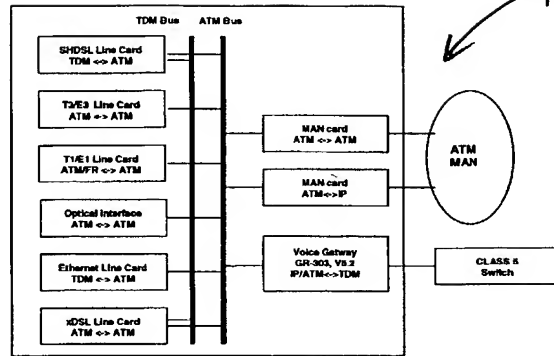 TDM Bus ATM Bus
SHDSL Line Card
TDM <-> ATM
T3/E3 Line Card
ATM <-> ATM
T1/E1 Line Card
ATM/FR <-> ATM
Optical Interface
ATM <-> ATM
Ethernet Line Card
TDM <-> ATM
xDSL Line Card
ATM <-> ATM
MAN card
ATM <-> ATM
MAN card
ATM<->IP
Voice Gatway
GR-303, V5.2
IP/ATM<->TDM
ATM
MAN
CLASS 5
Switch